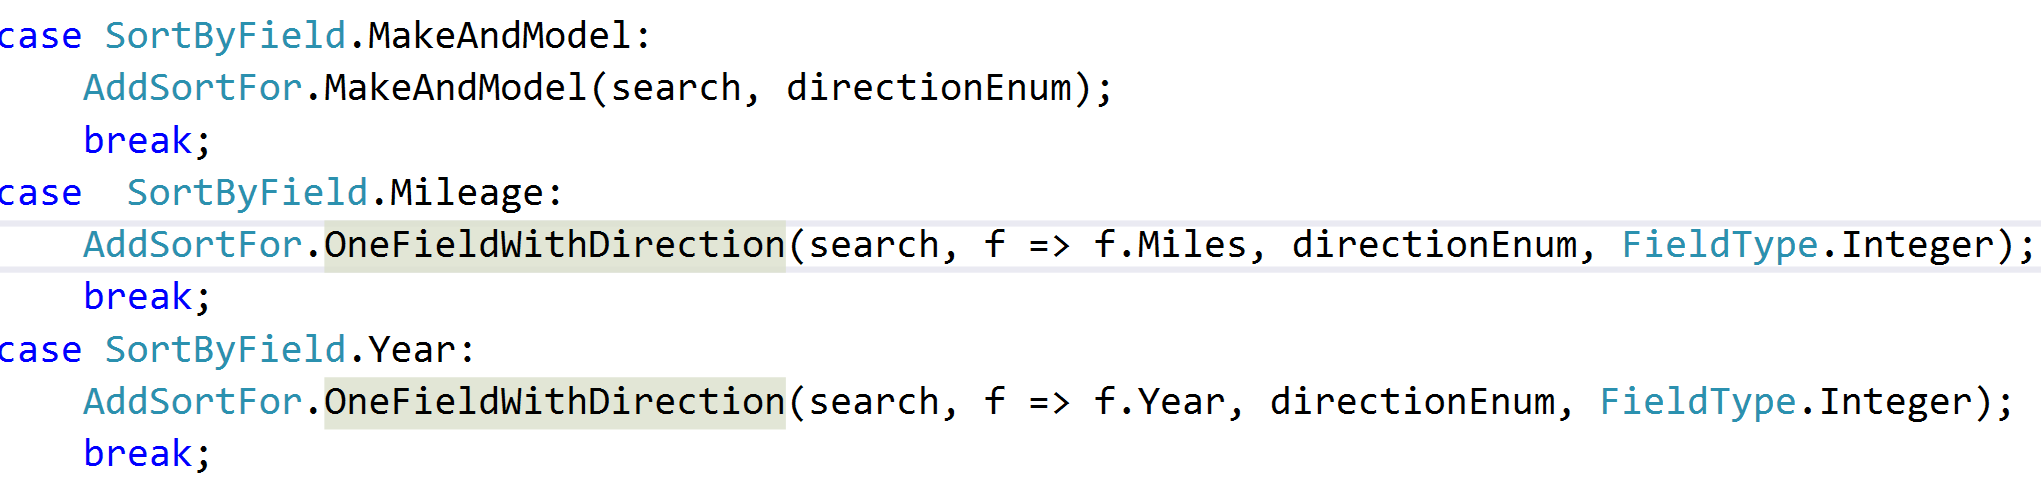 case SortByField.MakeAndModel:
    AddSortFor.MakeAndModel(search, directionEnum);
    break;
case  SortByField.Mileage:
    AddSortFor.OneFieldWithDirection(search, f => f.Miles, directionEnum, FieldType.Integer);
    break;
case SortByField.Year:
    AddSortFor.OneFieldWithDirection(search, f => f.Year, directionEnum, FieldType.Integer);
    break;